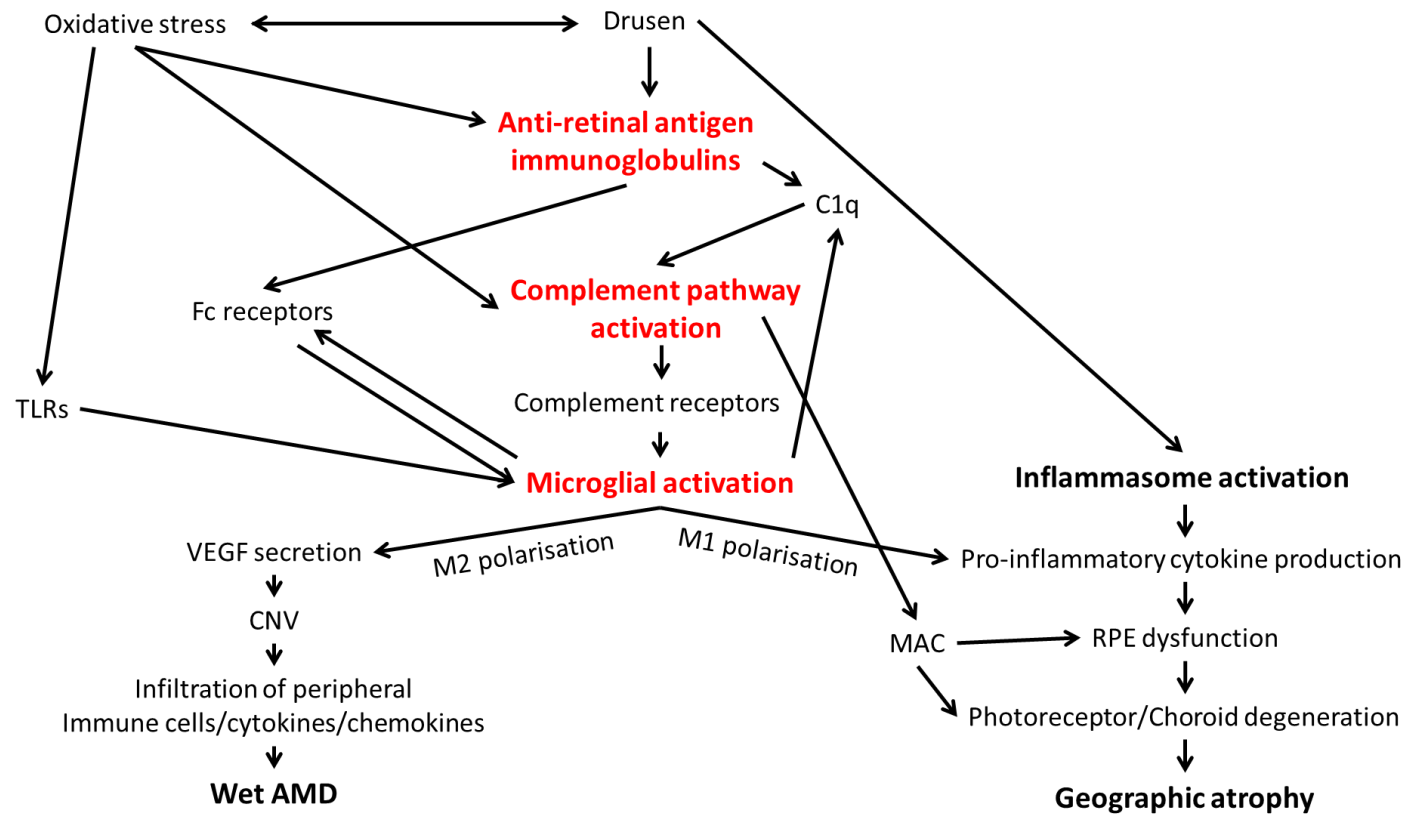 Oxidative stress
Drusen
Anti-retinal antigen
immunoglobulins
C1q
Complement pathway
activation
Fc receptors
Complement receptors
TLRs
Microglial activation
Inflammasome activation
VEGF secretion
M2 polarisation
M1 polarisation
Pro-inflammatory cytokine production
CNV
MAC
RPE dysfunction
Infiltration of peripheral
Immune cells/cytokines/chemokines
Photoreceptor/Choroid degeneration
Wet AMD
Geographic atrophy